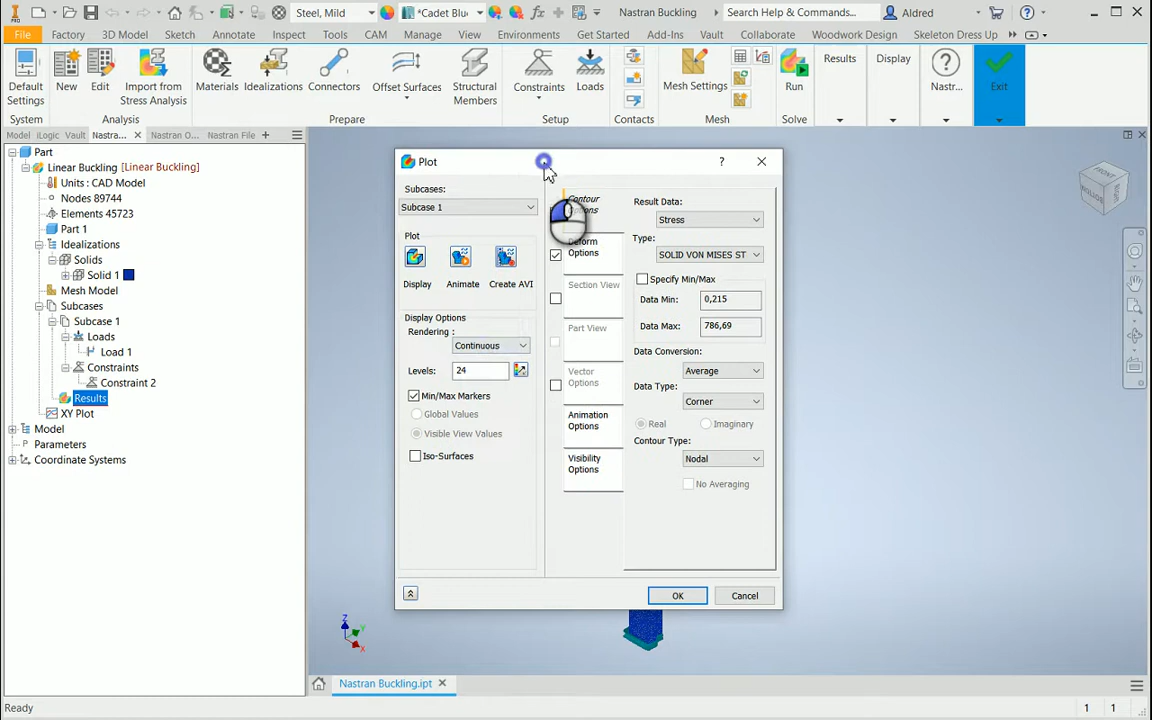 Steel, Mild
*Cadet Blu
Nastran Buckling
Search Help & Commands...
Aldred
File
Factory
3D Model
Sketch
Annotate
Inspect
Tools
CAM
Manage
View
Environments
Get Started
Add-Ins
Vault
Collaborate
Woodwork Design
Skeleton Dress Up
Default
Settings
New
Edit
Import from
Stress Analysis
Materials
Idealizations
Connectors
Offset Surfaces
Structural
Members
Constraints
Loads
Mesh Settings
Run
Results
Display
Nastr...
Exit
System
Analysis
Prepare
Setup
Contacts
Mesh
Solve
Model
iLogic
Vault
Nastra...
Nastran O...
Nastran File
Part
Linear Buckling [Linear Buckling]
Units : CAD Model
Nodes 89744
Elements 45723
Part 1
Idealizations
Solids
Solid 1
Mesh Model
Subcases
Subcase 1
Loads
Load 1
Constraints
Constraint 2
Results
XY Plot
Model
Parameters
Coordinate Systems
Plot
Subcases:
Subcase 1
Plot
Display
Animate
Create AVI
Display Options
Rendering :
Continuous
Levels:
24
Min/Max Markers
Global Values
Visible View Values
Iso-Surfaces
Contour
Options
Deform
Options
Section View
Part View
Vector
Options
Animation
Options
Visibility
Options
Result Data:
Stress
Type:
SOLID VON MISES ST
Specify Min/Max
Data Min:
0,215
Data Max:
786,69
Data Conversion:
Average
Data Type:
Corner
Real
Imaginary
Contour Type:
Nodal
No Averaging
OK
Cancel
Z
Y
X
Nastran Buckling.ipt
Ready
1
1